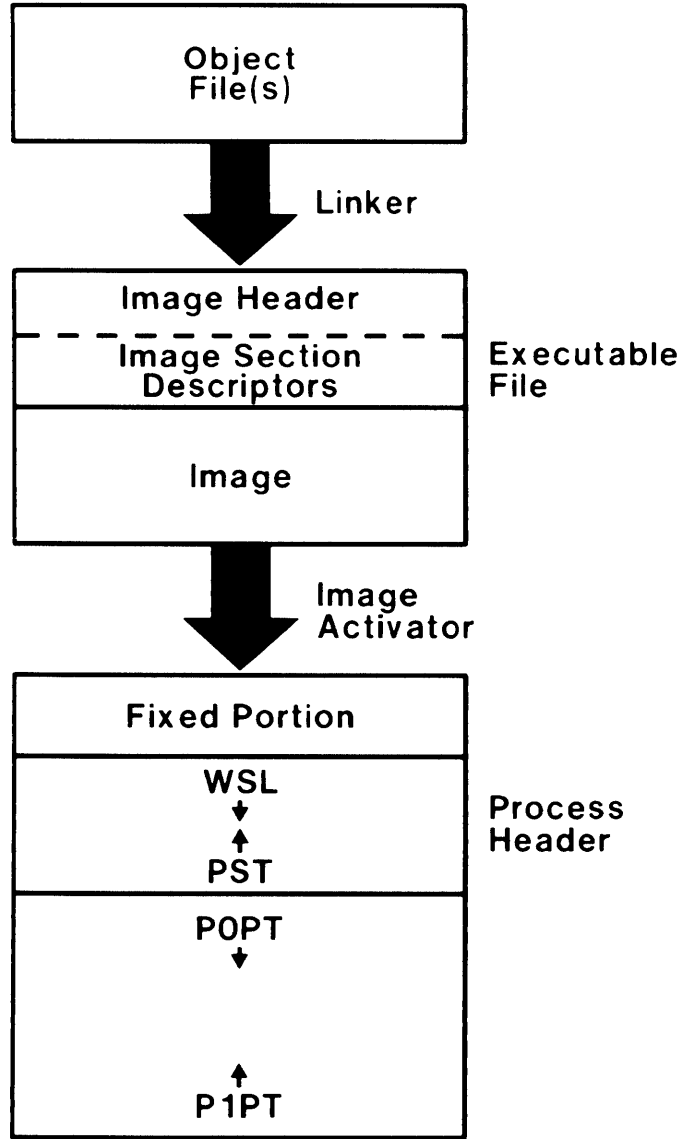 Object
File(s)
Linker
Image Header
Image Section
Descriptors
Executable
File
Image
Image
Activator
Fixed Portion
WSL
PST
Process
Header
P0PT
P1PT